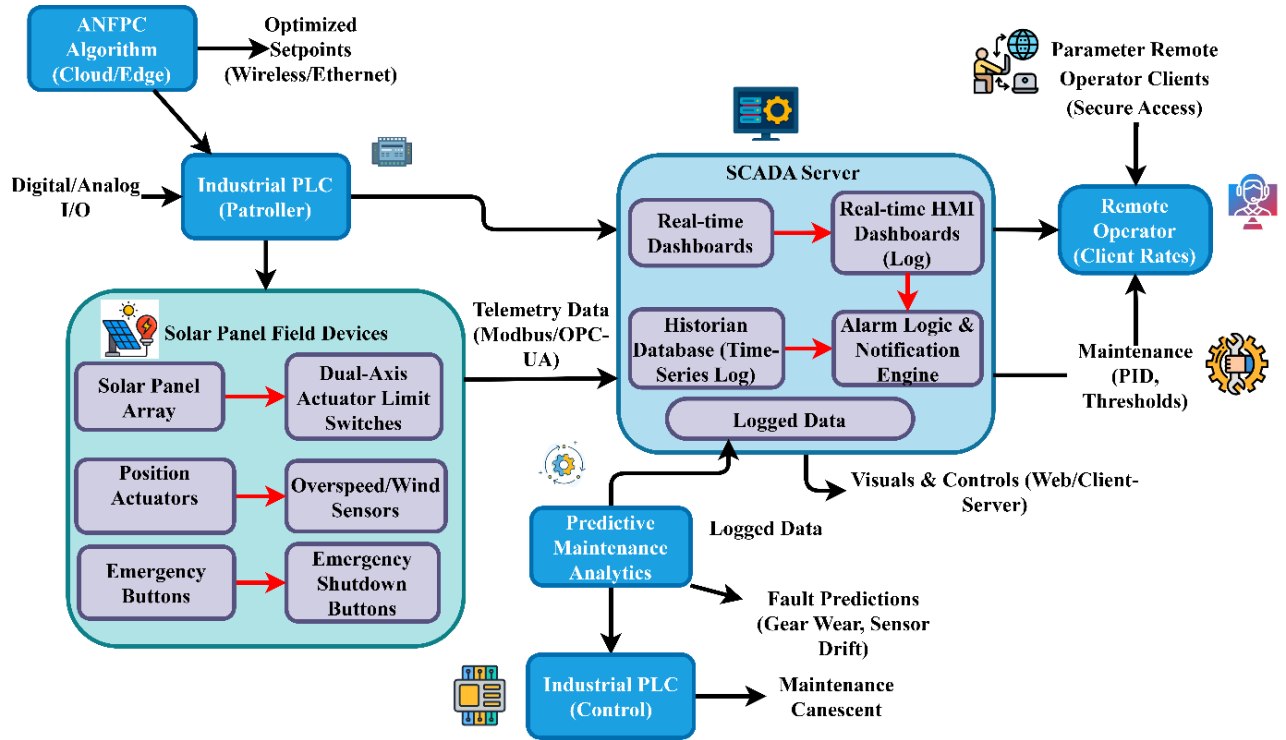 ANFPC
Algorithm
(Cloud/Edge)
Optimized
Setpoints
(Wireless/Ethernet)
Parameter Remote
Operator Clients
(Secure Access)
Digital/Analog
I/O
Industrial PLC
(Patroller)
SCADA Server
Real-time
Dashboards
Real-time HMI
Dashboards
(Log)
Remote
Operator
(Client Rates)
Solar Panel Field Devices
Telemetry Data
(Modbus/OPC-
UA)
Historian
Database (Time-
Series Log)
Alarm Logic &
Notification
Engine
Maintenance
(PID,
Thresholds)
Solar Panel
Array
Dual-Axis
Actuator Limit
Switches
Logged Data
Position
Actuators
Overspeed/Wind
Sensors
Visuals & Controls (Web/Client-
Server)
Predictive
Maintenance
Analytics
Logged Data
Emergency
Buttons
Emergency
Shutdown
Buttons
Fault Predictions
(Gear Wear, Sensor
Drift)
Industrial PLC
(Control)
Maintenance
Canescent